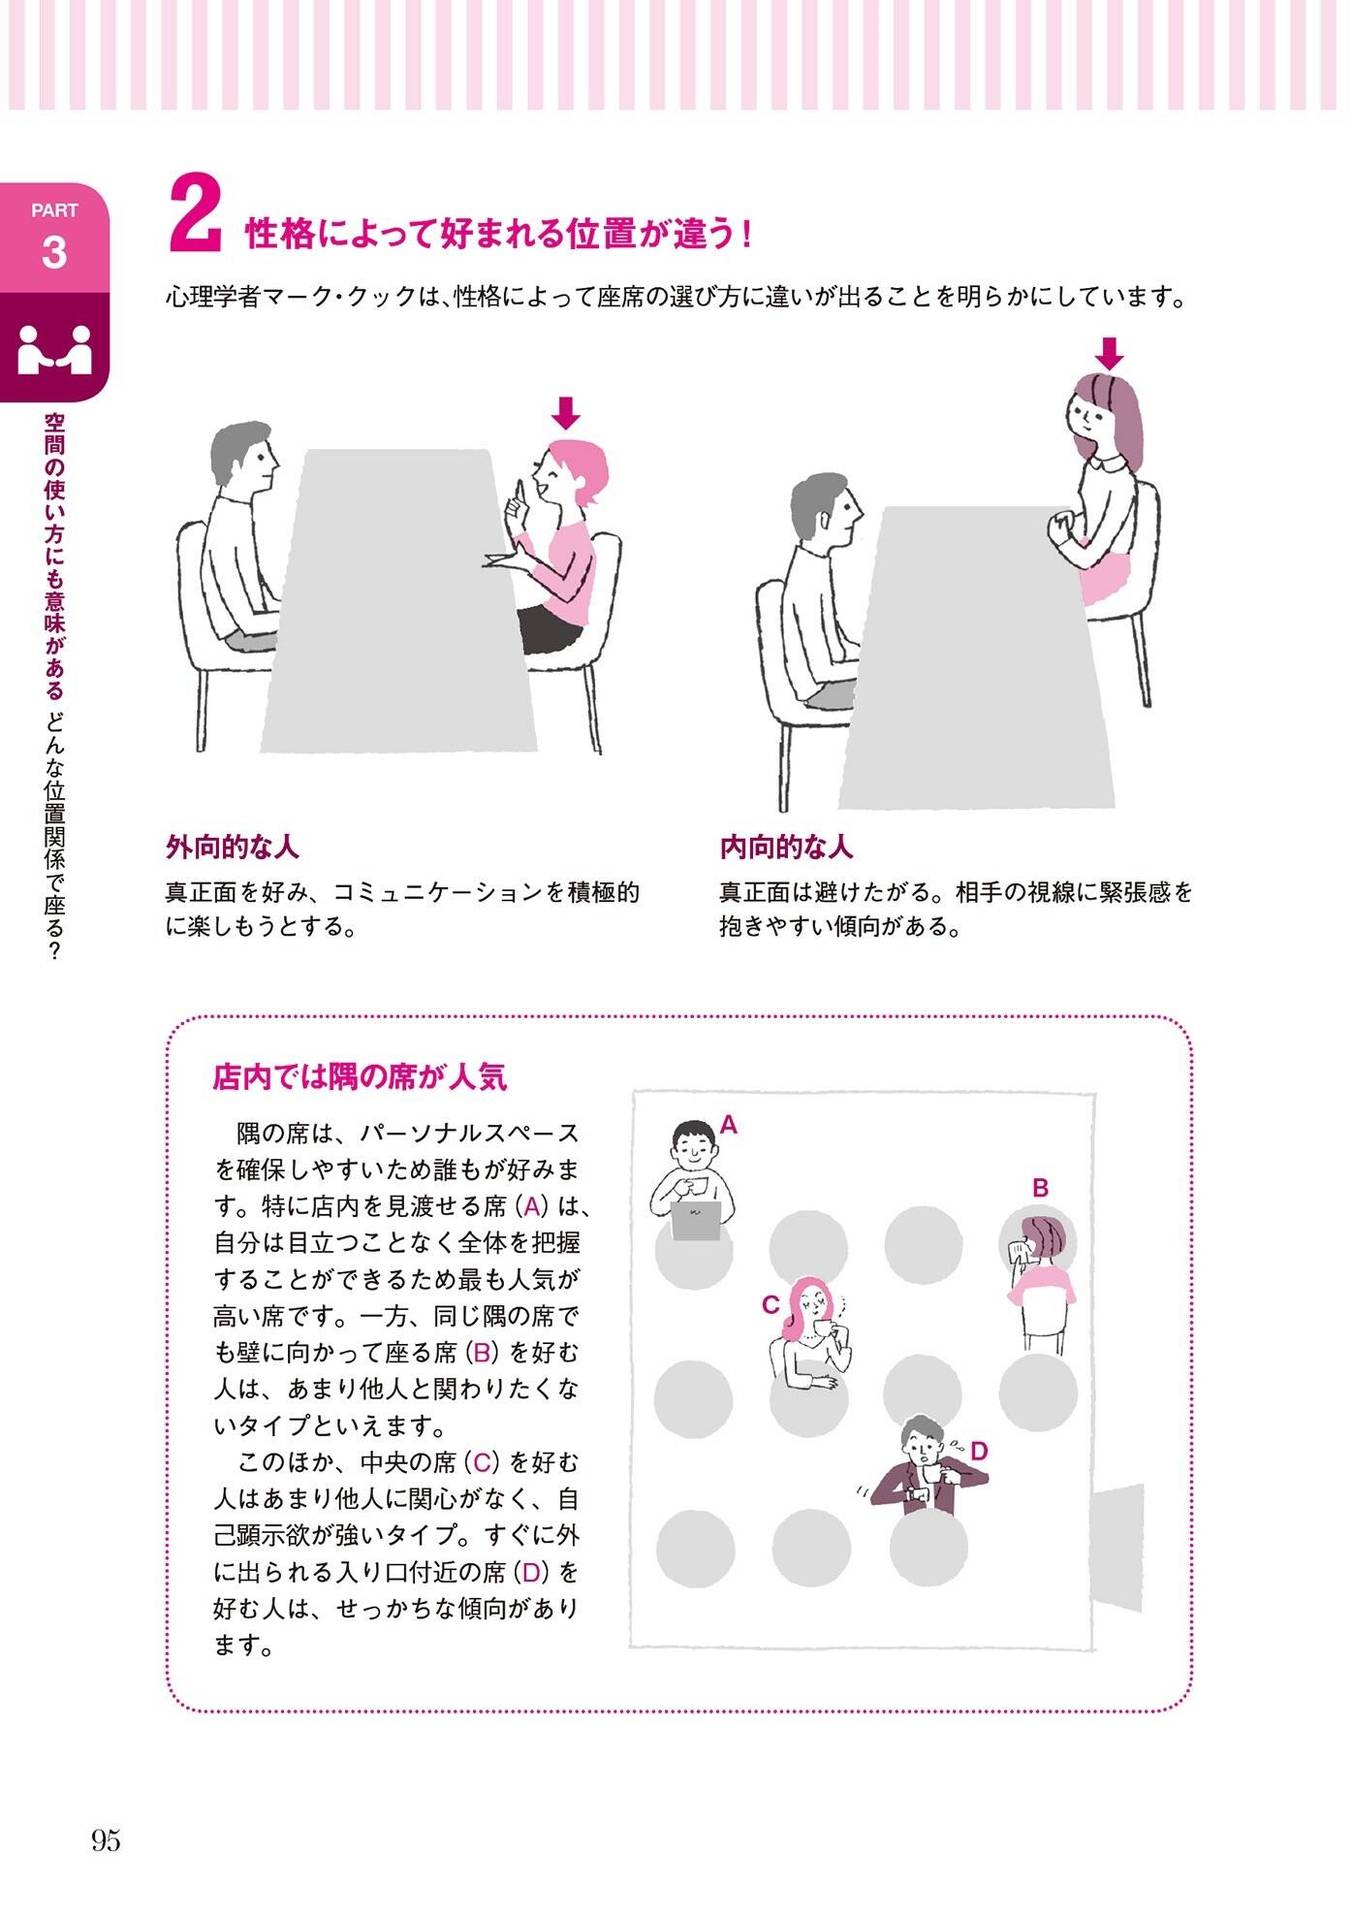 PART
3
空間の使い方にも意味がある どんな位置関係で座る？
2 性格によって好まれる位置が違う！
心理学者マーク・クックは、性格によって座席の選び方に違いが出ることを明らかにしています。
外向的な人
真正面を好み、コミュニケーションを積極的
に楽しもうとする。
内向的な人
真正面は避けたがる。相手の視線に緊張感を
抱きやすい傾向がある。
店内では隅の席が人気
隅の席は、パーソナルスペース
を確保しやすいため誰もが好みま
す。特に店内を見渡せる席（A）は、
自分は目立つことなく全体を把握
することができるため最も人気が
高い席です。一方、同じ隅の席で
も壁に向かって座る席（B）を好む
人は、あまり他人と関わりたくな
いタイプといえます。
このほか、中央の席（C）を好む
人はあまり他人に関心がなく、自
己顕示欲が強いタイプ。すぐに外
に出られる入り口付近の席（D）を
好む人は、せっかちな傾向があり
ます。
A
B
C
D
95